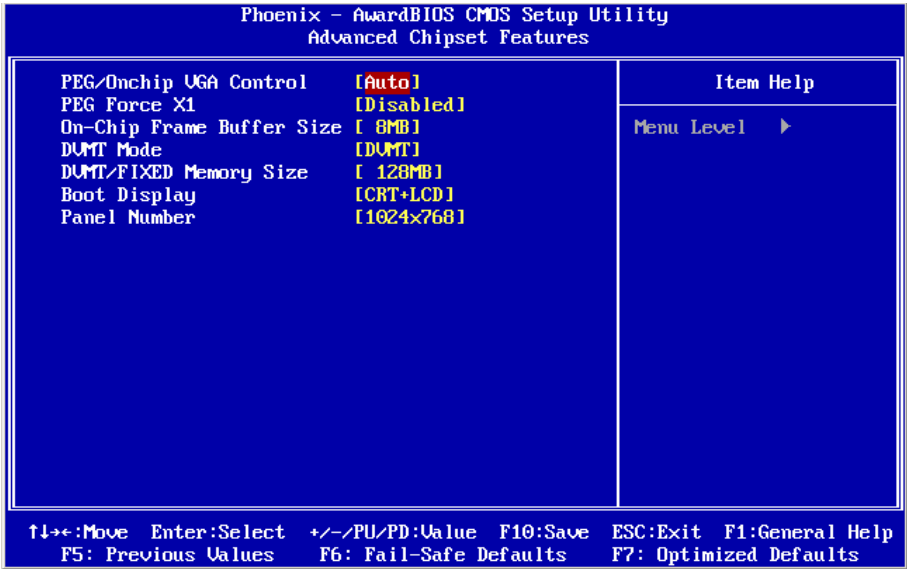 Phoenix - AwardBIOS CMOS Setup Utility
Advanced Chipset Features
PEG/Onchip VGA Control [Auto]
PEG Force X1 [Disabled]
On-Chip Frame Buffer Size [ 8MB]
DVMT Mode [DVMT]
DVMT/FIXED Memory Size [ 128MB]
Boot Display [CRT+LCD]
Panel Number [1024x768]
Item Help
Menu Level ▶
↑↓→←:Move Enter:Select +/-/PU/PD:Value F10:Save ESC:Exit F1:General Help
F5: Previous Values F6: Fail-Safe Defaults F7: Optimized Defaults